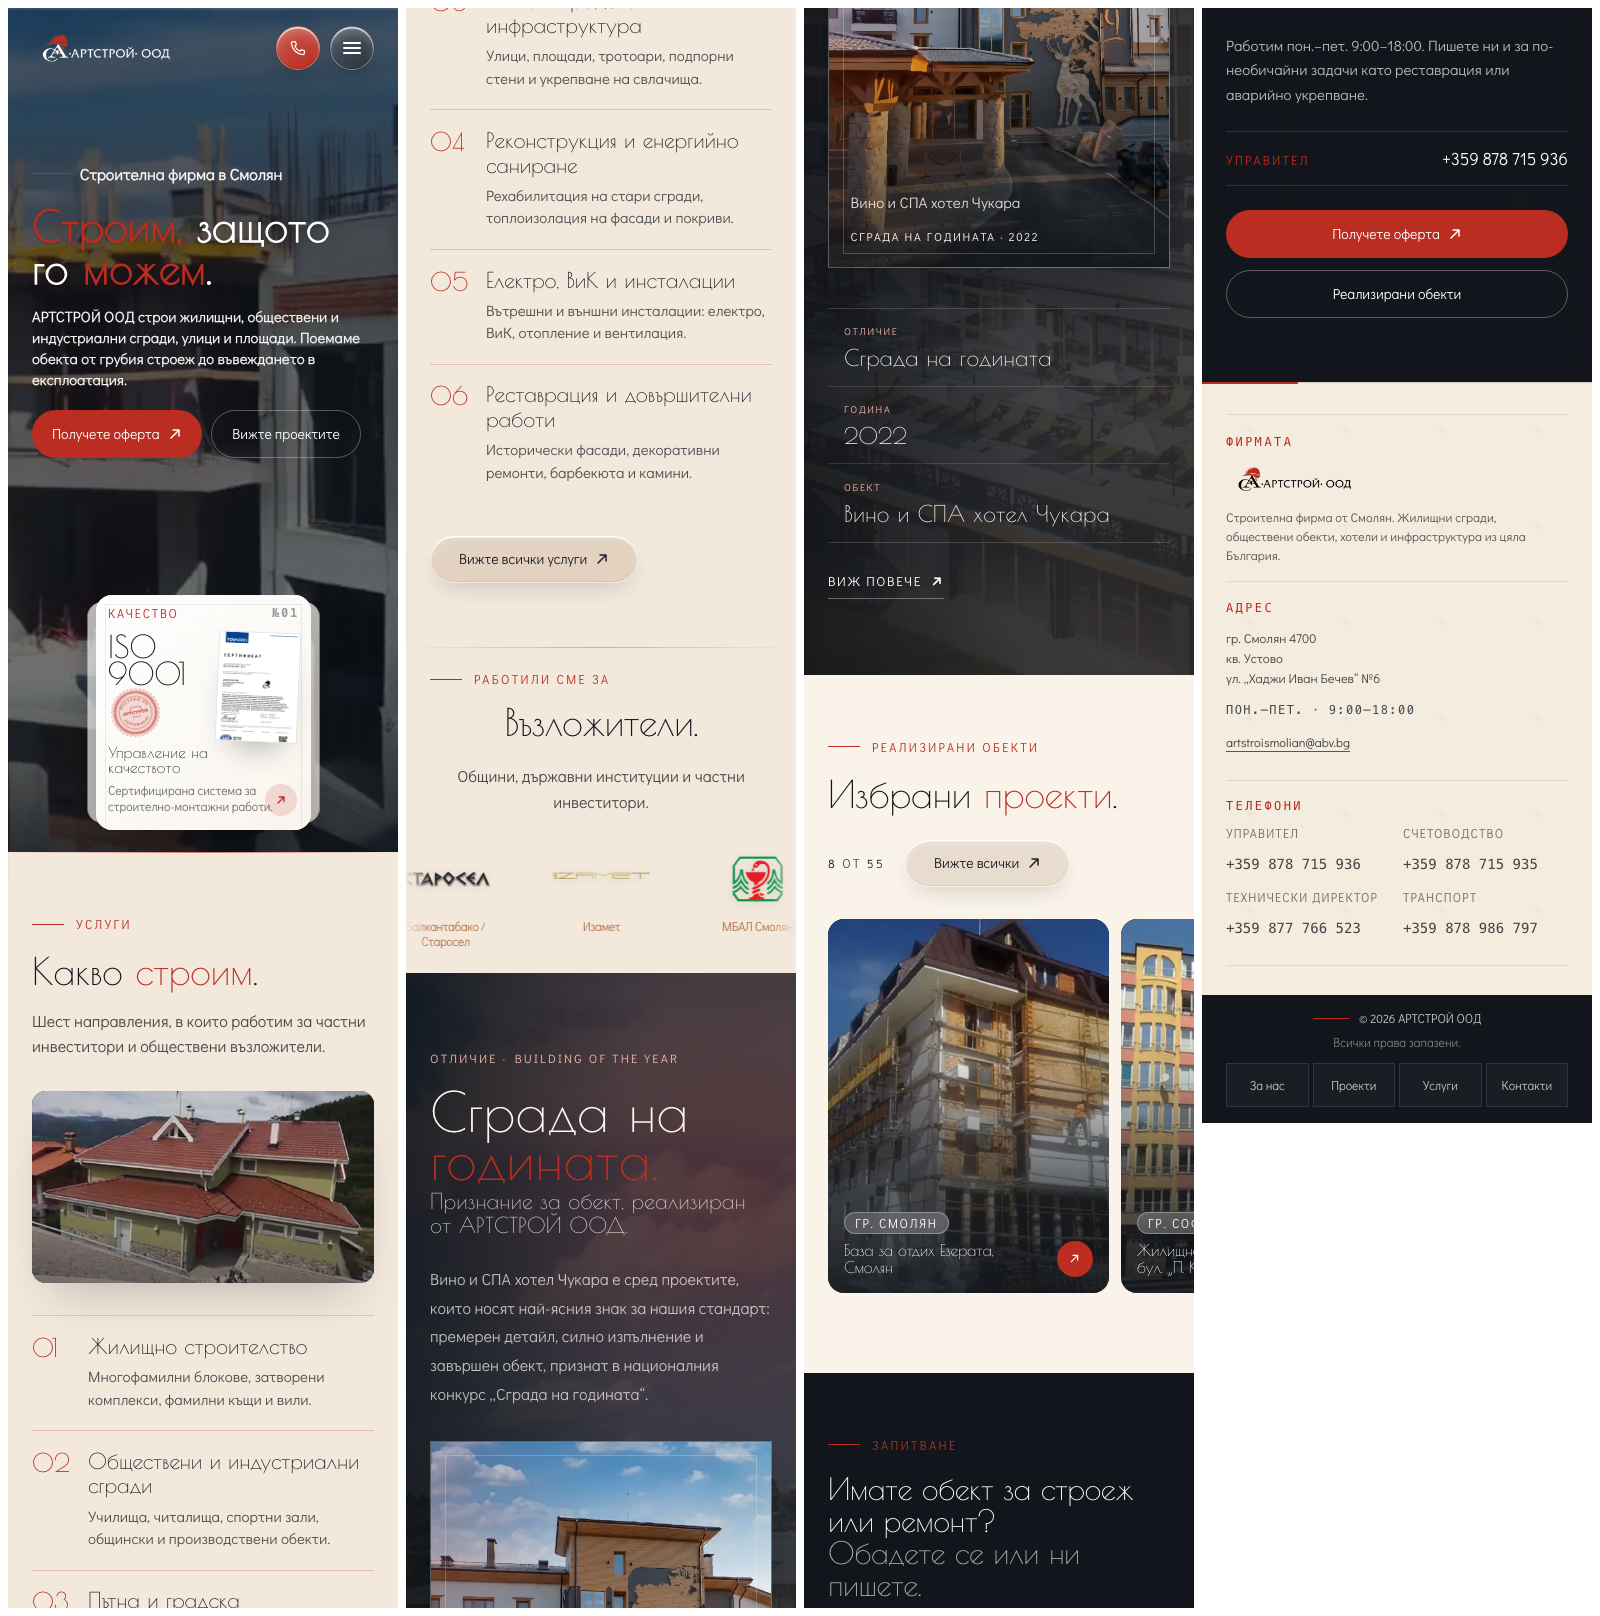 АРТСТРОЙ· ООД
Строителна фирма в Смолян
Строим, защото
го можем.
АРТСТРОЙ ООД строи жилищни, обществени и
индустриални сгради, улици и площади. Поемаме
обекта от грубия строеж до въвеждането в
експлоатация.
Получете оферта
Вижте проектите
КАЧЕСТВО
№01
ISO
9001
СЕРТИФИКАТ
Управление на
качеството
Сертифицирана система за
строително-монтажни работи.
УСЛУГИ
Какво строим.
Шест направления, в които работим за частни
инвеститори и обществени възложители.
01
Жилищно строителство
Многофамилни блокове, затворени
комплекси, фамилни къщи и вили.
02
Обществени и индустриални
сгради
Училища, читалища, спортни зали,
общински и производствени обекти.
03
Пътна и градска
инфраструктура
Улици, площади, тротоари, подпорни
стени и укрепване на свлачища.
04
Реконструкция и енергийно
саниране
Рехабилитация на стари сгради,
топлоизолация на фасади и покриви.
05
Електро, ВиК и инсталации
Вътрешни и външни инсталации: електро,
ВиК, отопление и вентилация.
06
Реставрация и довършителни
работи
Исторически фасади, декоративни
ремонти, барбекюта и камини.
Вижте всички услуги
РАБОТИЛИ СМЕ ЗА
Възложители.
Общини, държавни институции и частни
инвеститори.
СТАРОСЕЛ
IZAMET
Балкантабако /
Старосел
Изамет
МБАЛ Смолян
ОТЛИЧИЕ · BUILDING OF THE YEAR
Сграда на
годината.
Признание за обект, реализиран
от АРТСТРОЙ ООД.
Вино и СПА хотел Чукара е сред проектите,
които носят най-ясния знак за нашия стандарт:
премерен детайл, силно изпълнение и
завършен обект, признат в националния
конкурс „Сграда на годината“.
Вино и СПА хотел Чукара
СГРАДА НА ГОДИНАТА · 2022
ОТЛИЧИЕ
Сграда на годината
ГОДИНА
2022
ОБЕКТ
Вино и СПА хотел Чукара
ВИЖ ПОВЕЧЕ
РЕАЛИЗИРАНИ ОБЕКТИ
Избрани проекти.
8 ОТ 55
Вижте всички
ГР. СМОЛЯН
База за отдих Езерата,
Смолян
ГР. СОФ
Жилищн
бул. „П. К
ЗАПИТВАНЕ
Имате обект за строеж
или ремонт?
Обадете се или ни
пишете.
Работим пон.–пет. 9:00–18:00. Пишете ни и за по-
необичайни задачи като реставрация или
аварийно укрепване.
УПРАВИТЕЛ
+359 878 715 936
Получете оферта
Реализирани обекти
ФИРМАТА
АРТСТРОЙ· ООД
Строителна фирма от Смолян. Жилищни сгради,
обществени обекти, хотели и инфраструктура из цяла
България.
АДРЕС
гр. Смолян 4700
кв. Устово
ул. „Хаджи Иван Бечев“ №6
ПОН.–ПЕТ. · 9:00–18:00
artstroismolian@abv.bg
ТЕЛЕФОНИ
УПРАВИТЕЛ
+359 878 715 936
СЧЕТОВОДСТВО
+359 878 715 935
ТЕХНИЧЕСКИ ДИРЕКТОР
+359 877 766 523
ТРАНСПОРТ
+359 878 986 797
© 2026 АРТСТРОЙ ООД
Всички права запазени.
За нас
Проекти
Услуги
Контакти